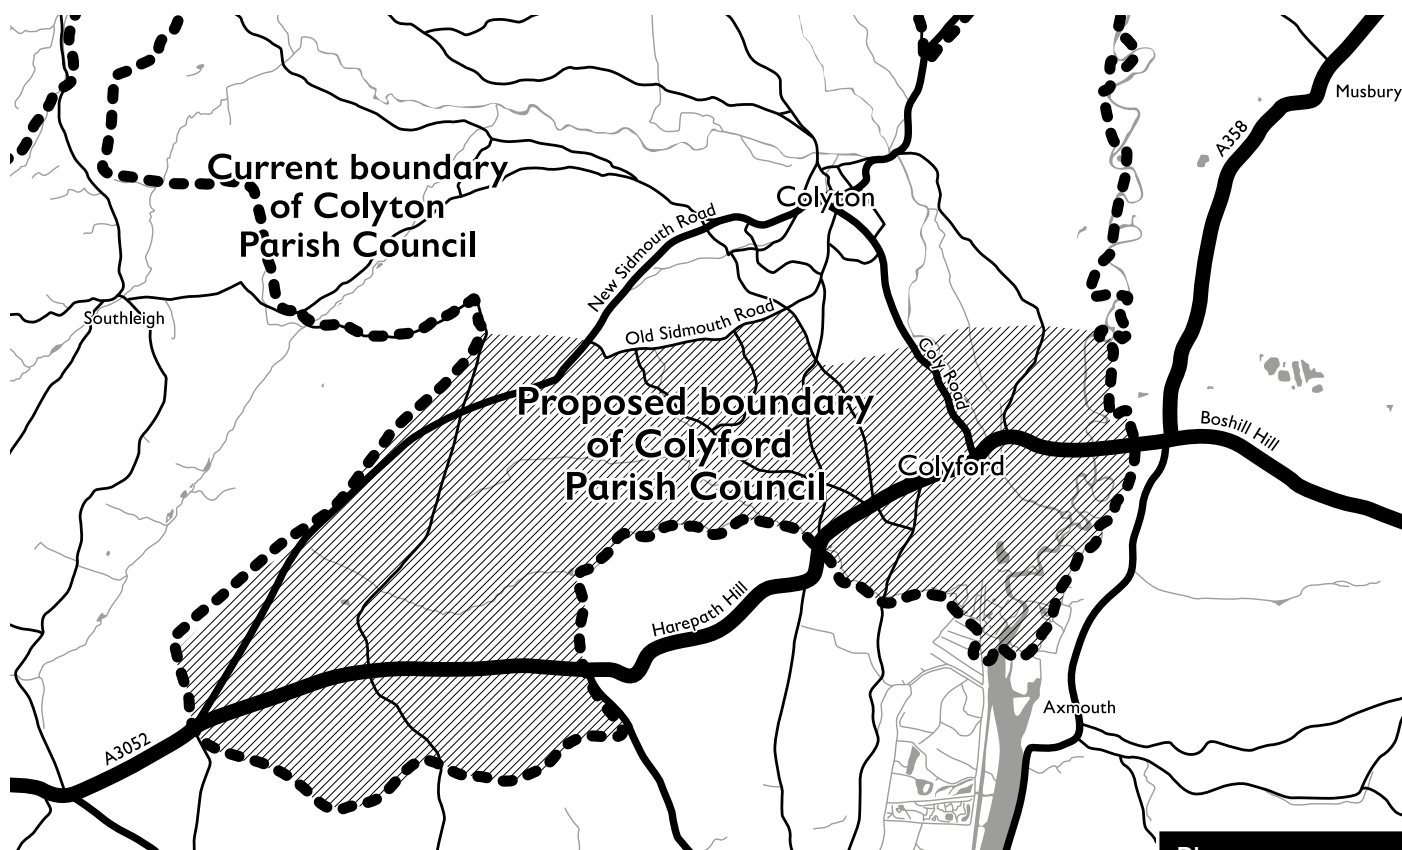 Musbury
A358
Current boundary
of Colyton
Parish Council
Colyton
New Sidmouth Road
Southleigh
Old Sidmouth Road
Coly Road
Proposed boundary
of Colyford
Parish Council
Boshill Hill
Colyford
Harepath Hill
Axmouth
A3052